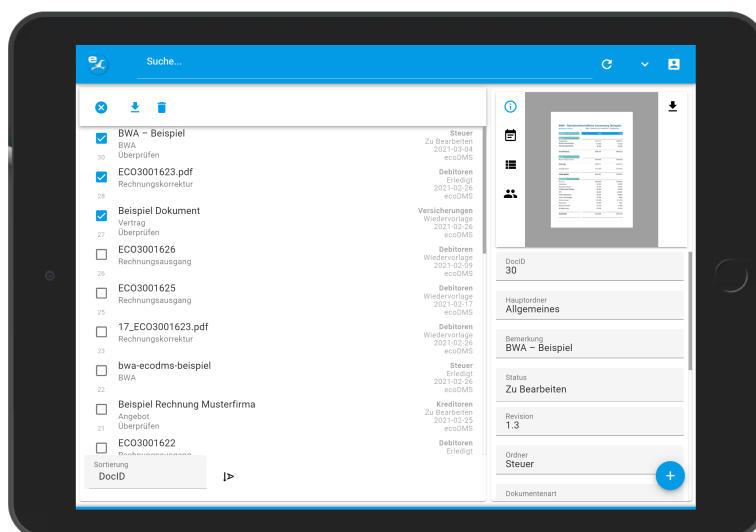 e
Suche...
BWA – Beispiel
BWA
30 Überprüfen
Steuer
Zu Bearbeiten
2021-03-04
ecoDMS
ECO3001623.pdf
Rechnungskorrektur
28
Debitoren
Erledigt
2021-02-26
ecoDMS
Beispiel Dokument
Vertrag
27 Überprüfen
Versicherungen
Wiedervorlage
2021-02-26
ecoDMS
ECO3001626
Rechnungsausgang
26
Debitoren
Wiedervorlage
2021-02-09
ecoDMS
ECO3001625
Rechnungsausgang
25
Debitoren
Wiedervorlage
2021-02-17
ecoDMS
17_ECO3001623.pdf
Rechnungskorrektur
23
Debitoren
Wiedervorlage
2021-02-26
ecoDMS
bwa-ecodms-beispiel
BWA
22
Steuer
Erledigt
2021-02-26
ecoDMS
Beispiel Rechnung Musterfirma
Angebot
21 Überprüfen
Kreditoren
Zu Bearbeiten
2021-02-25
ecoDMS
ECO3001622
Rechnungsausgang
Debitoren
Erledigt
Sortierung
DocID
DocID
30
Hauptordner
Allgemeines
Bemerkung
BWA – Beispiel
Status
Zu Bearbeiten
Revision
1.3
Ordner
Steuer
Dokumentenart